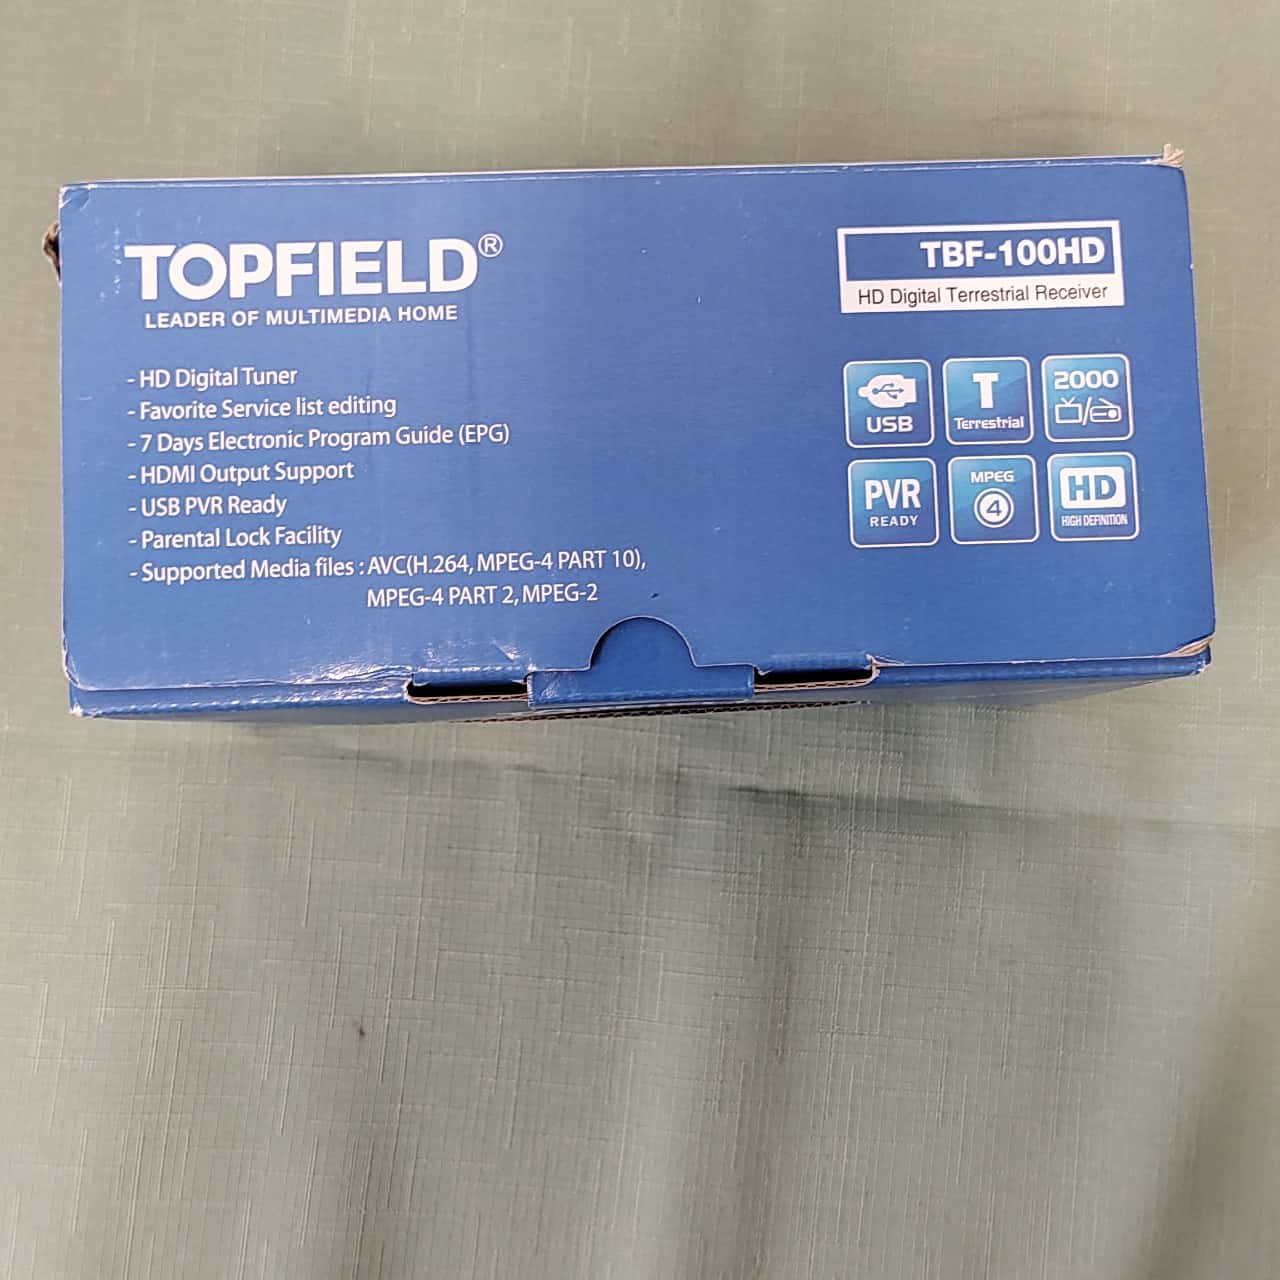 TOPFIELD®
LEADER OF MULTIMEDIA HOME
- HD Digital Tuner
- Favorite Service list editing
- 7 Days Electronic Program Guide (EPG)
- HDMI Output Support
- USB PVR Ready
- Parental Lock Facility
- Supported Media files : AVC(H.264, MPEG-4 PART 10),
MPEG-4 PART 2, MPEG-2
TBF-100HD
HD Digital Terrestrial Receiver
USB
T
Terrestrial
2000
PVR
READY
MPEG
4
HD
HIGH DEFINITION